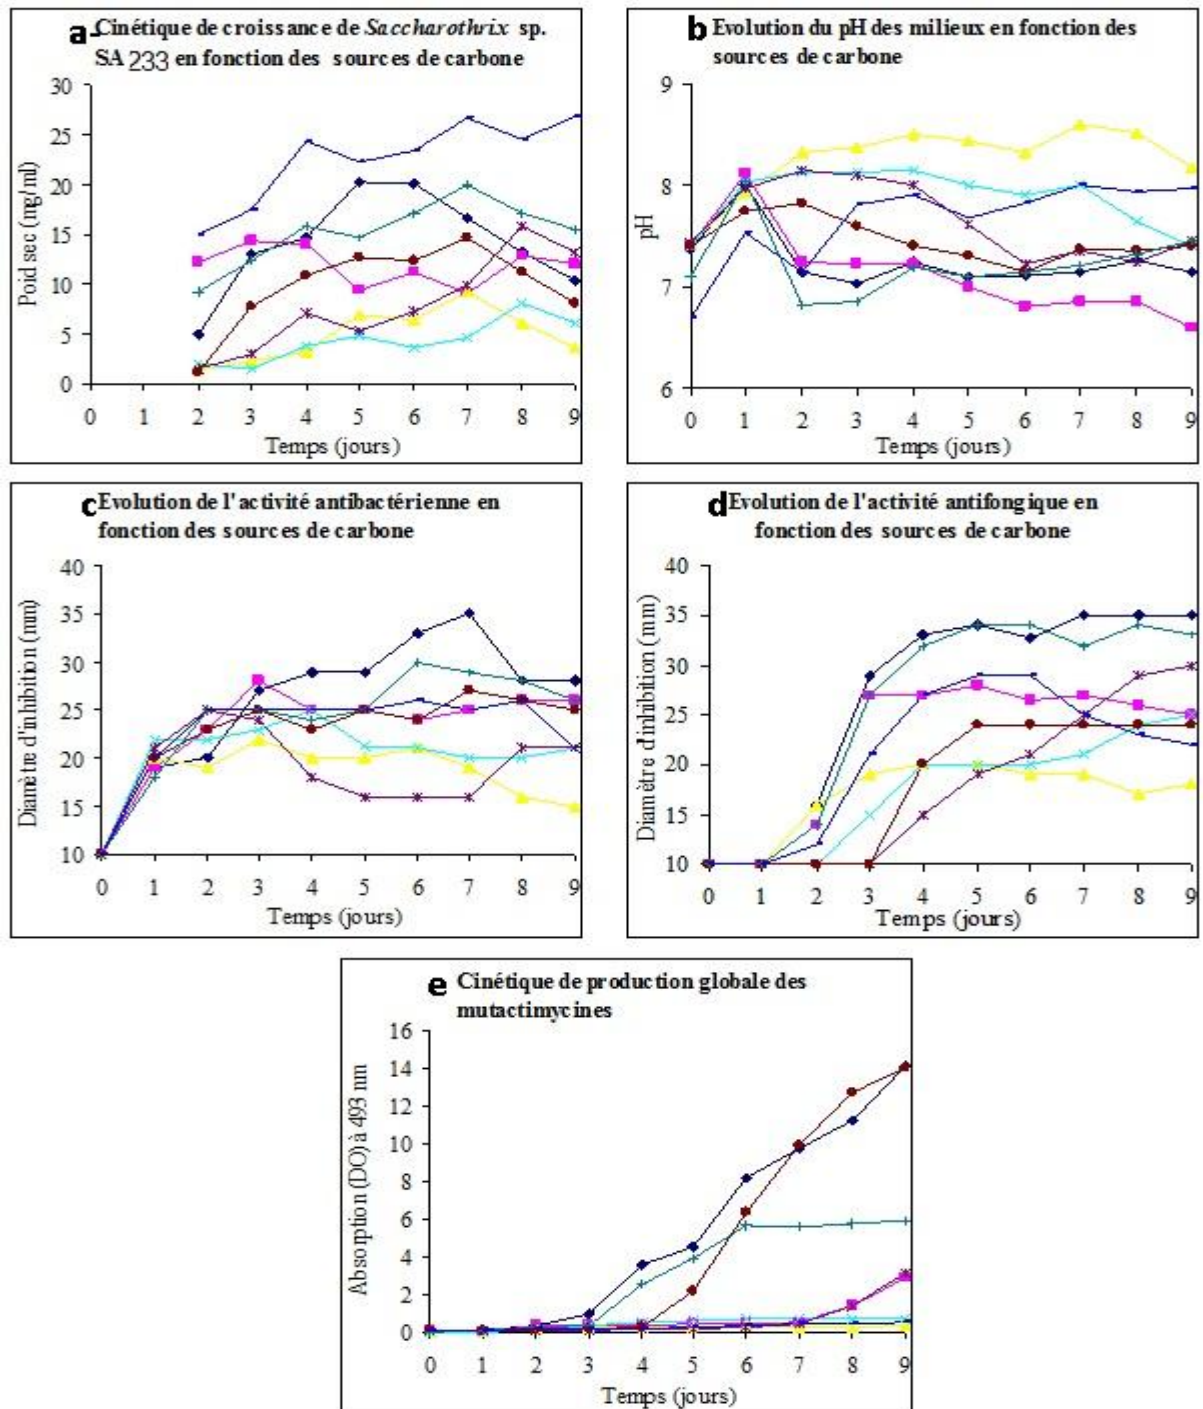 a-Cinétique de croissance de Saccharothrix sp.
SA 233 en fonction des sources de carbone
30
25
20
15
10
5
0
Poid sec (mg/ml)
0 1 2 3 4 5 6 7 8 9
Temps (jours)
b Evolution du pH des milieux en fonction des
sources de carbone
9
8
7
6
pH
0 1 2 3 4 5 6 7 8 9
Temps (jours)
c Evolution de l'activité antibactérienne en
fonction des sources de carbone
40
35
30
25
20
15
10
Diamètre d'inhibition (mm)
0 1 2 3 4 5 6 7 8 9
Temps (jours)
d Evolution de l'activité antifongique en
fonction des sources de carbone
40
35
30
25
20
15
10
Diamètre d'inhibition (mm)
0 1 2 3 4 5 6 7 8 9
Temps (jours)
e Cinétique de production globale des
mutactimycines
16
14
12
10
8
6
4
2
0
Absorption (DO) à 493 nm
0 1 2 3 4 5 6 7 8 9
Temps (jours)